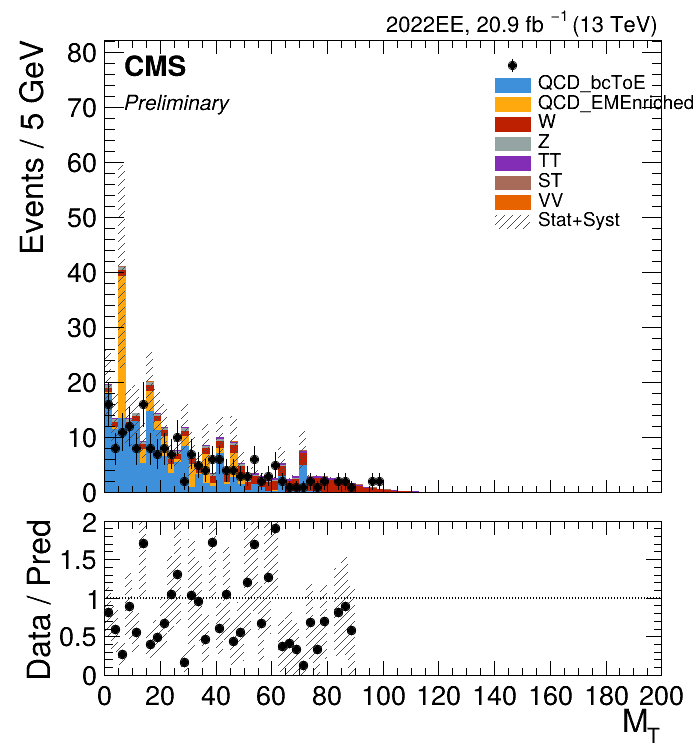 2022EE, 20.9 fb⁻¹ (13 TeV)
CMS
Preliminary
QCD_bcToE
QCD_EMEnriched
W
Z
TT
ST
VV
Stat+Syst
Events / 5 GeV
80
70
60
50
40
30
20
10
0
Data / Pred
2
1.5
1
0.5
0
0 20 40 60 80 100 120 140 160 180 200
M_T